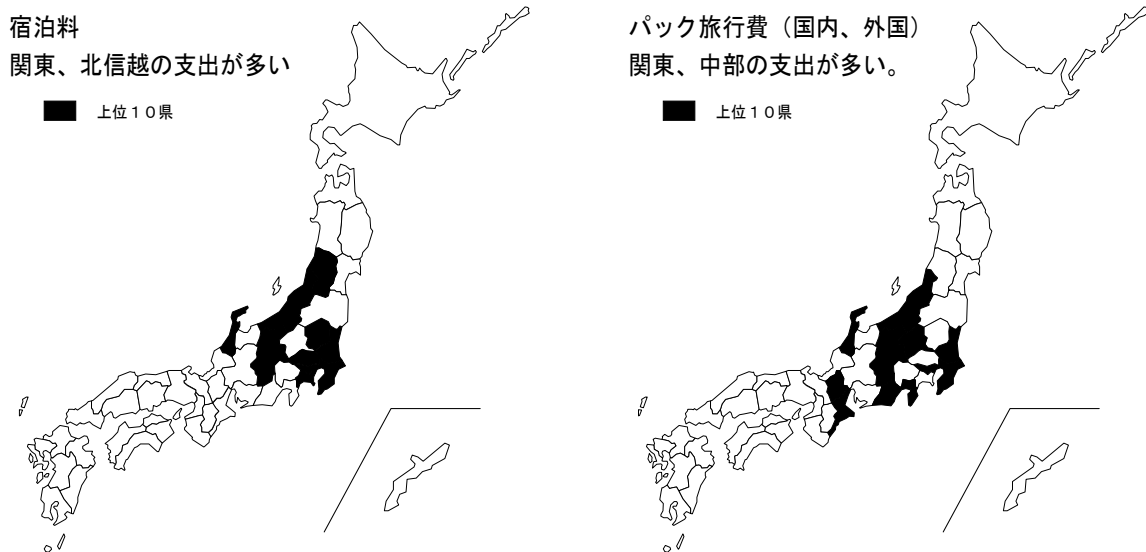 宿泊料
関東、北信越の支出が多い
上位１０県
パック旅行費（国内、外国）
関東、中部の支出が多い。
上位１０県